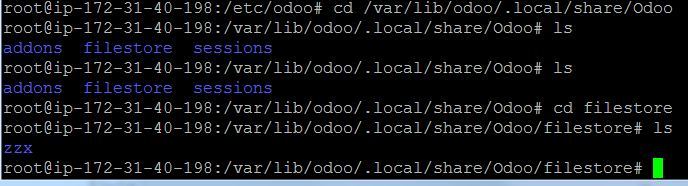 root@ip-172-31-40-198:/etc/odoo# cd /var/lib/odoo/.local/share/Odoo
root@ip-172-31-40-198:/var/lib/odoo/.local/share/Odoo# ls
addons  filestore  sessions
root@ip-172-31-40-198:/var/lib/odoo/.local/share/Odoo# ls
addons  filestore  sessions
root@ip-172-31-40-198:/var/lib/odoo/.local/share/Odoo# cd filestore
root@ip-172-31-40-198:/var/lib/odoo/.local/share/Odoo/filestore# ls
zzx
root@ip-172-31-40-198:/var/lib/odoo/.local/share/Odoo/filestore#